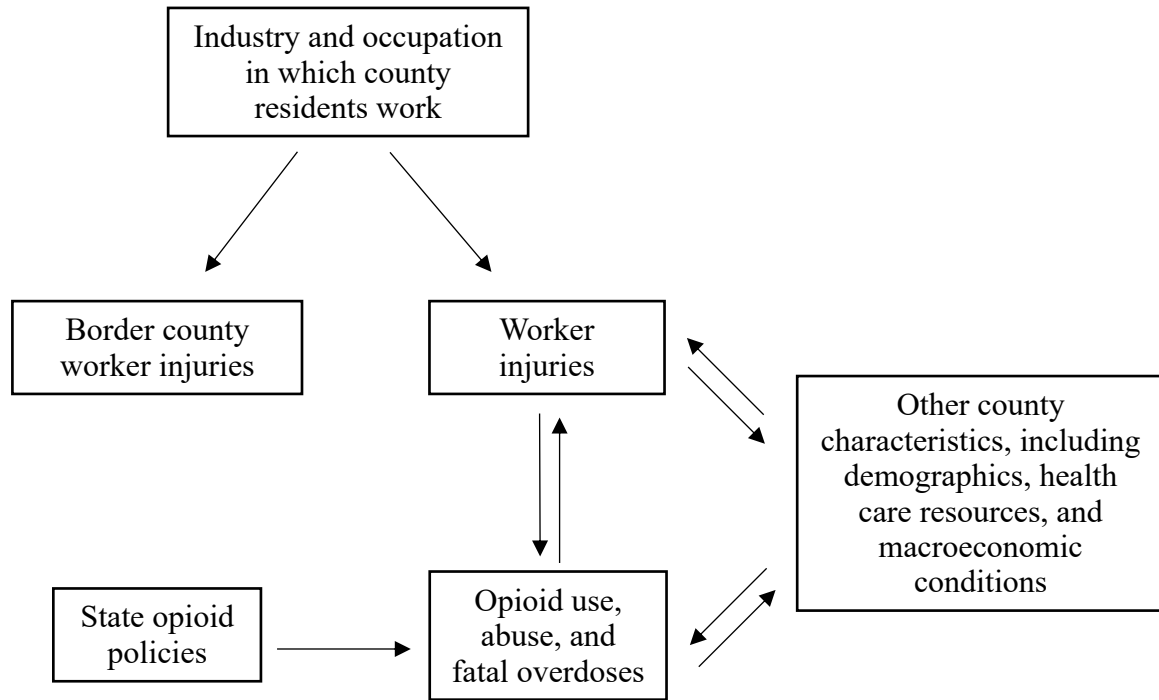 Industry and occupation
in which county
residents work
Border county
worker injuries
Worker
injuries
Other county
characteristics, including
demographics, health
care resources, and
macroeconomic
conditions
State opioid
policies
Opioid use,
abuse, and
fatal overdoses